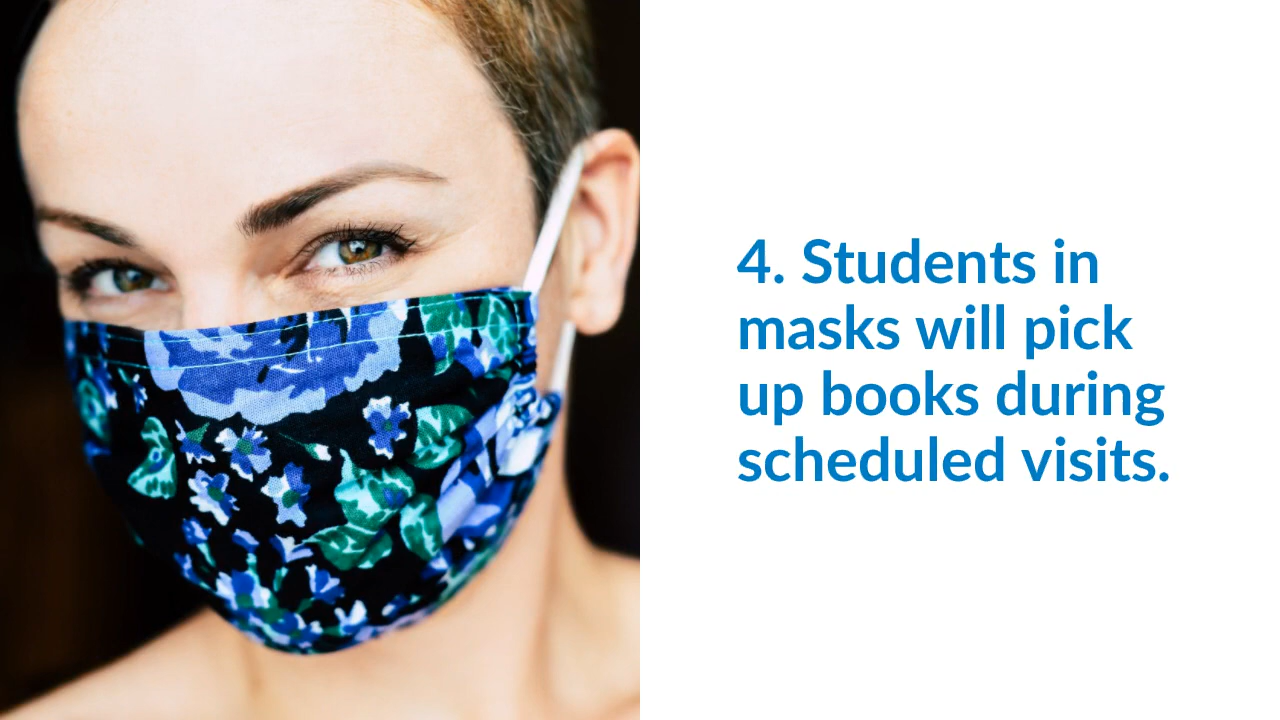 4. Students in
masks will pick
up books during
scheduled visits.